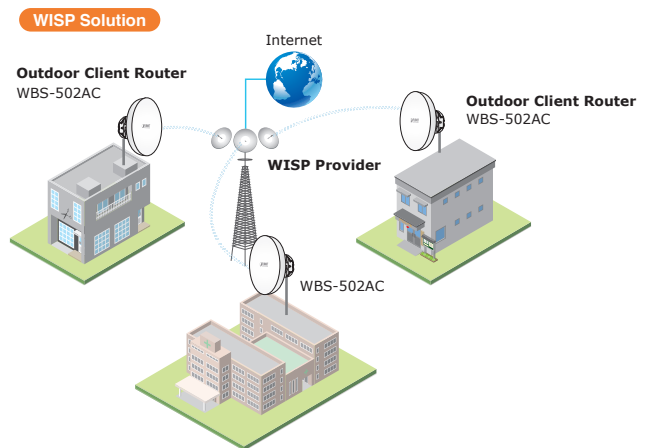 WISP Solution
Internet
Outdoor Client Router
WBS-502AC
Outdoor Client Router
WBS-502AC
WISP Provider
WBS-502AC